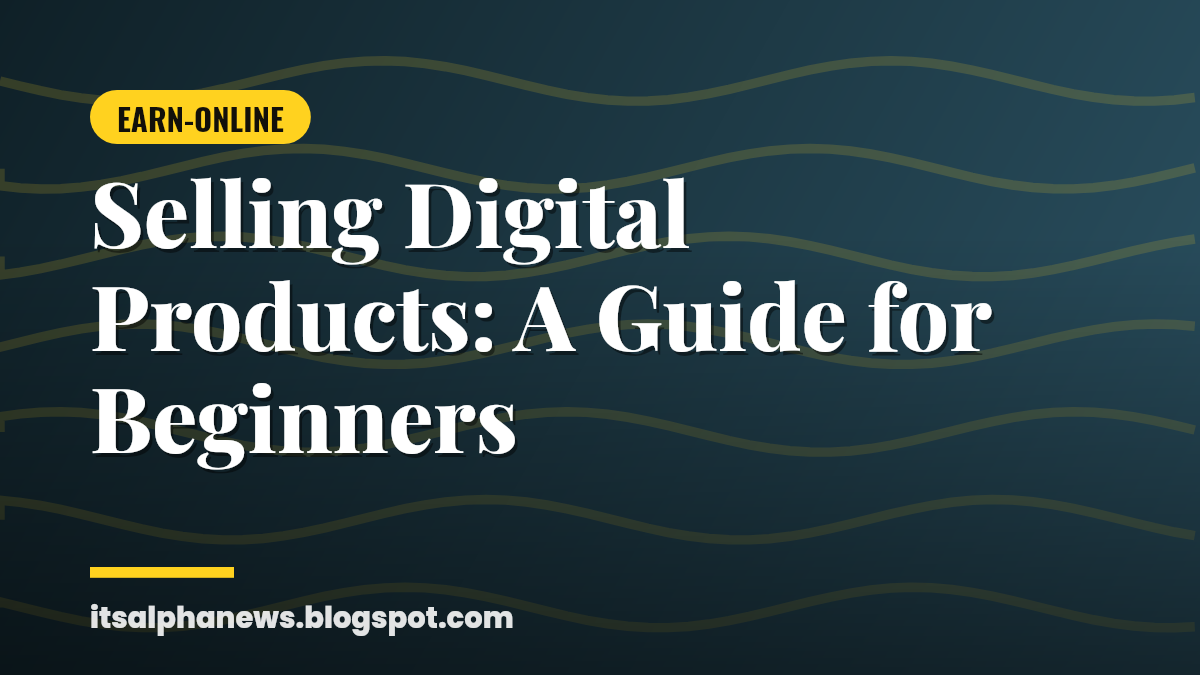 EARN-ONLINE
Selling Digital
Products: A Guide for
Beginners
itsalphanews.blogspot.com